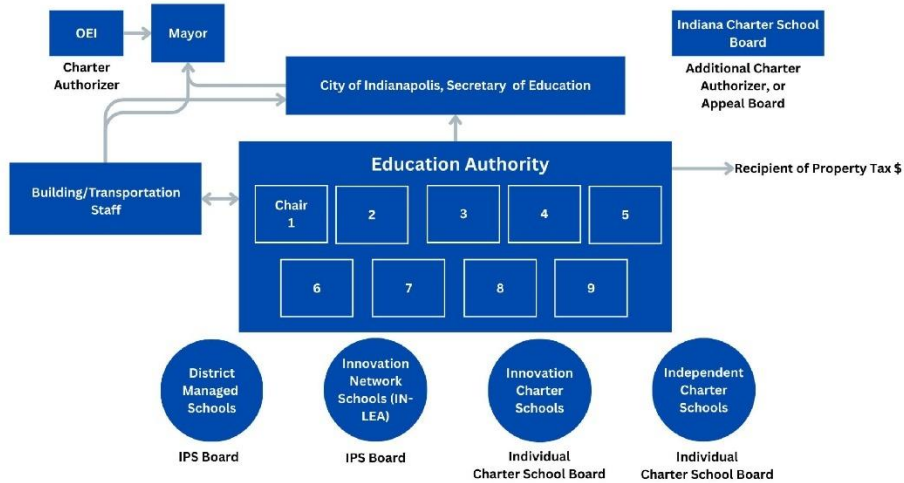 OEI
Mayor
Indiana Charter School
Board
Charter
Authorizer
Additional Charter
Authorizer, or
Appeal Board
City of Indianapolis, Secretary of Education
Education Authority
Building/Transportation
Staff
Recipient of Property Tax $
Chair
1
2
3
4
5
6
7
8
9
District
Managed
Schools
Innovation
Network
Schools (IN-
LEA)
Innovation
Charter
Schools
Independent
Charter
Schools
IPS Board
IPS Board
Individual
Charter School Board
Individual
Charter School Board